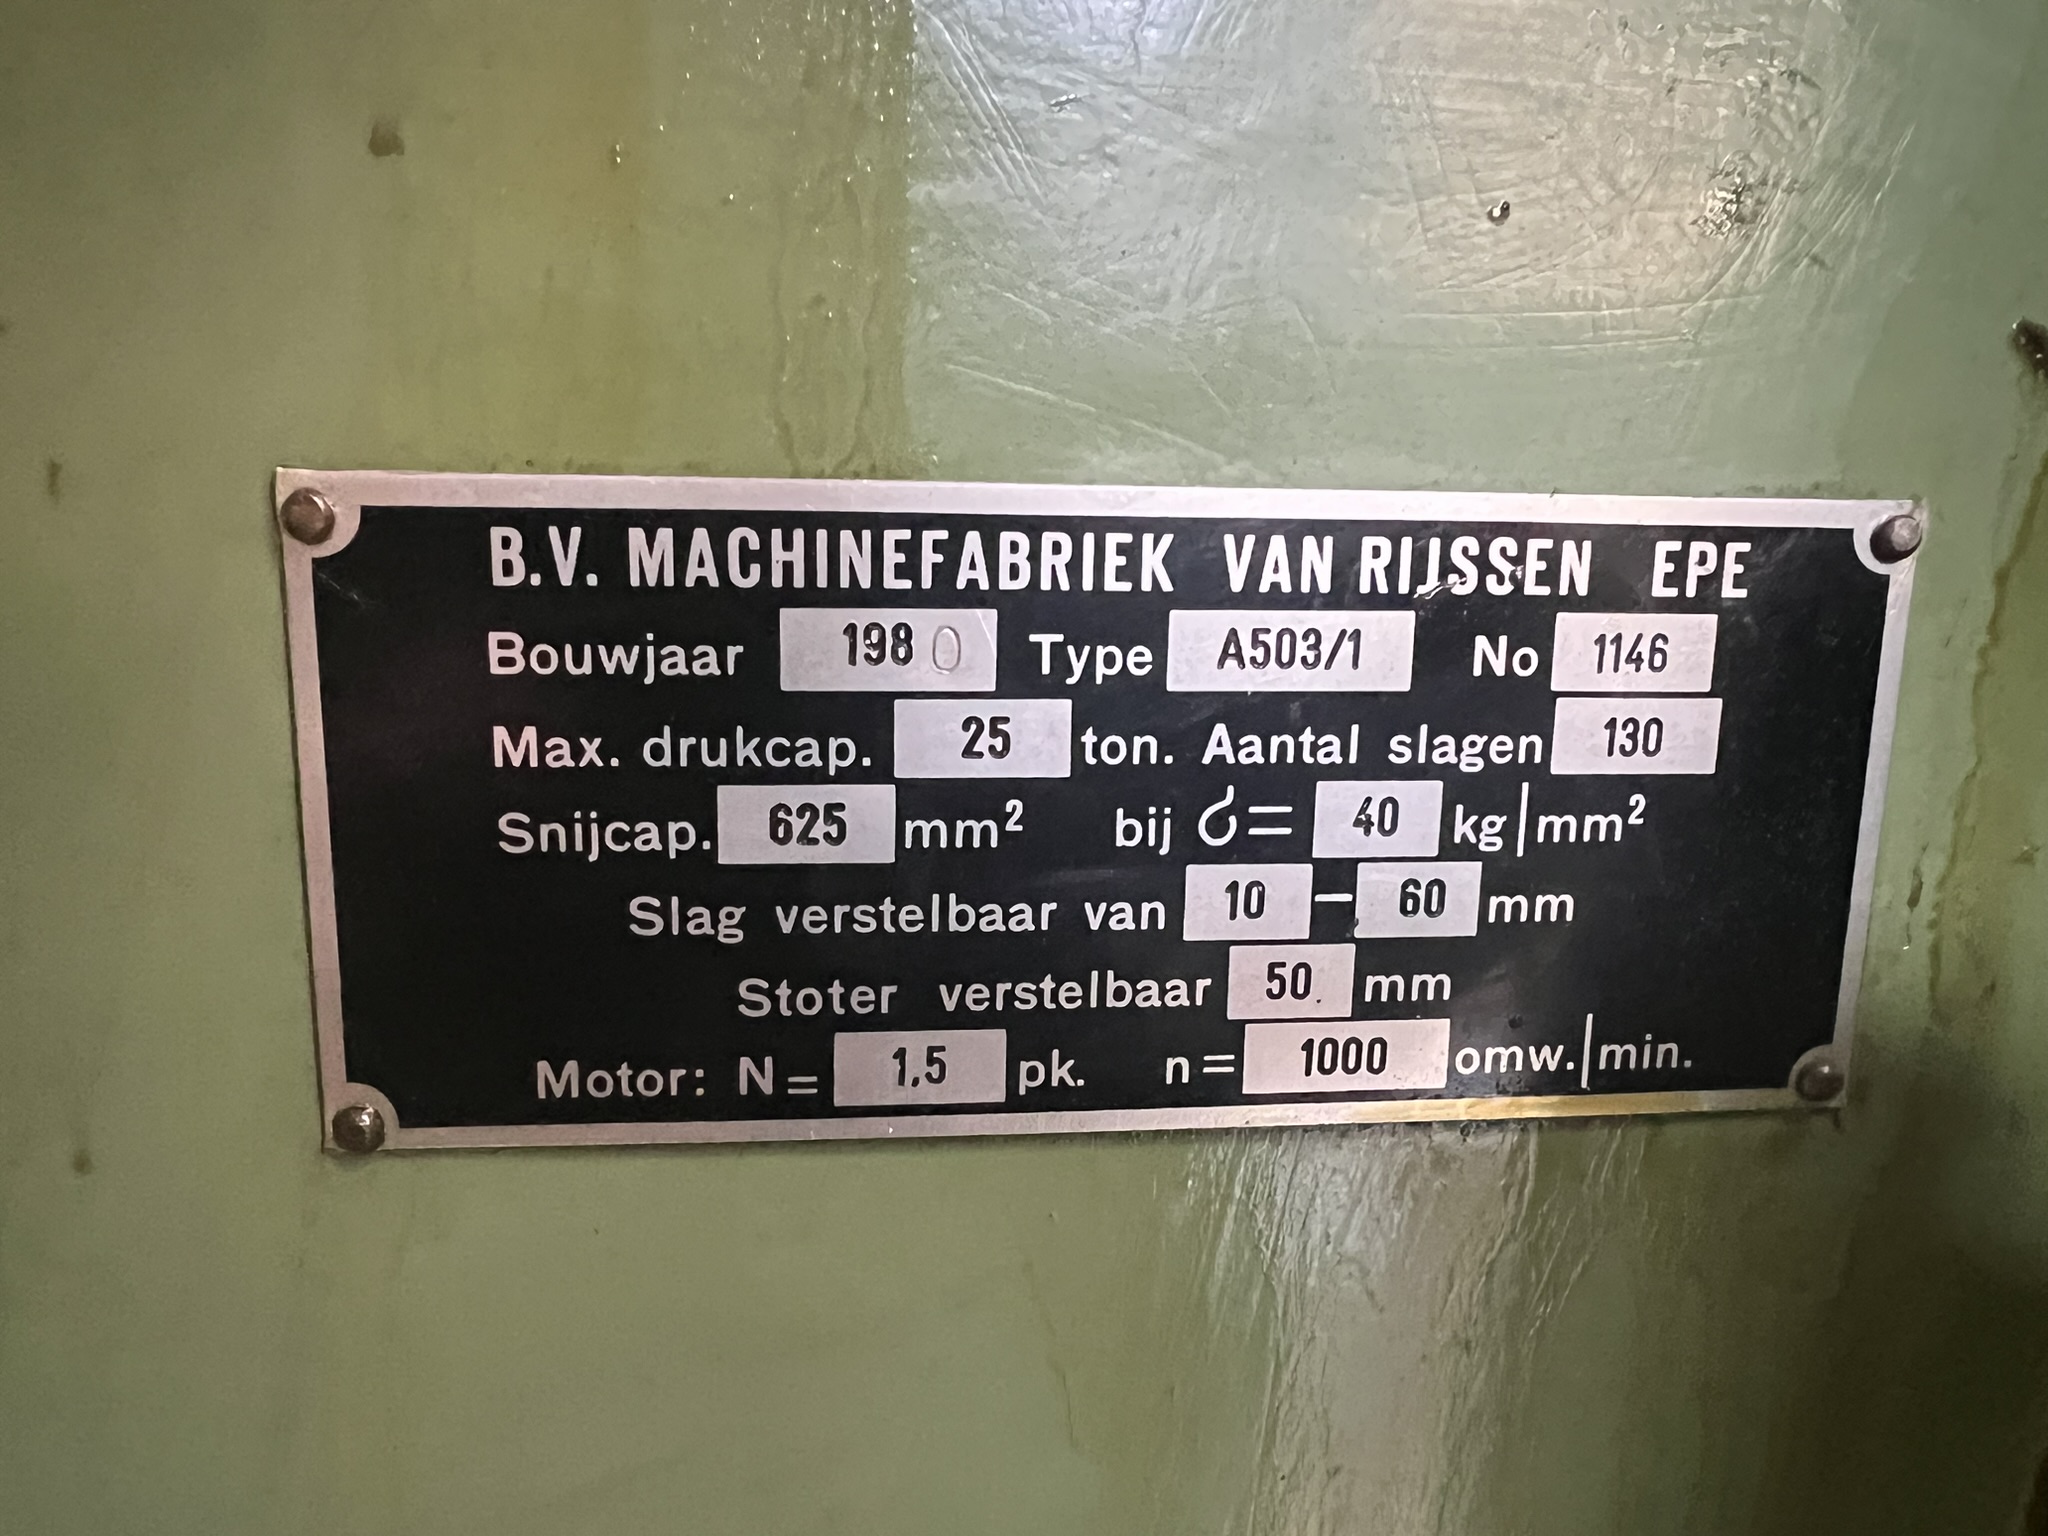 B.V. MACHINEFABRIEK VAN RIJSSEN EPE
Bouwjaar 1980 Type A503/1 No 1146
Max. drukcap. 25 ton. Aantal slagen 130
Snijcap. 625 mm² bij σ = 40 kg/mm²
Slag verstelbaar van 10 – 60 mm
Stoter verstelbaar 50 mm
Motor: N = 1,5 pk. n = 1000 omw./min.